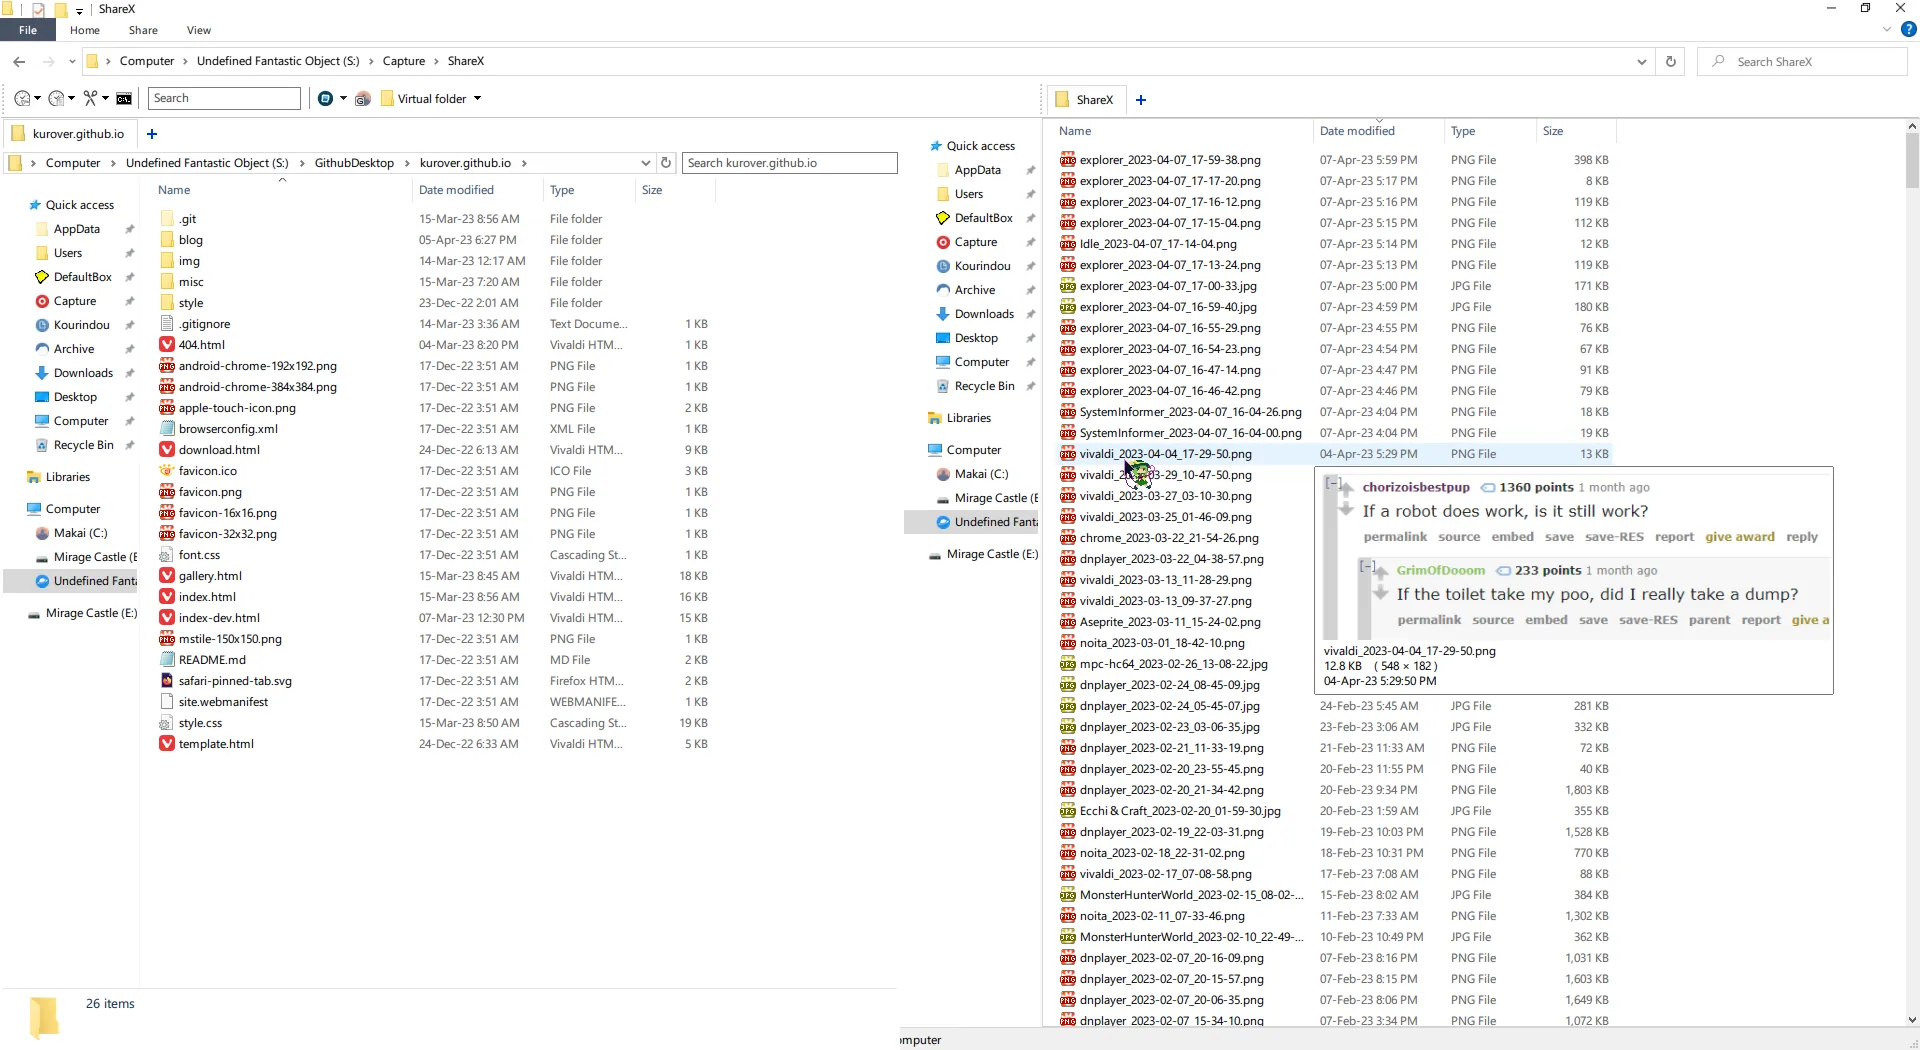 ShareX
File Home Share View
Computer Undefined Fantastic Object (S:) Capture ShareX
Search ShareX
Search Virtual folder
ShareX
kurover.github.io
Computer Undefined Fantastic Object (S:) GithubDesktop kurover.github.io
Search kurover.github.io
Quick access
AppData
Users
DefaultBox
Capture
Kourindou
Archive
Downloads
Desktop
Computer
Recycle Bin
Libraries
Computer
Makai (C:)
Mirage Castle (E
Undefined Fanta
Mirage Castle (E:)
Name Date modified Type Size
.git 15-Mar-23 8:56 AM File folder
blog 05-Apr-23 6:27 PM File folder
img 14-Mar-23 12:17 AM File folder
misc 15-Mar-23 7:20 AM File folder
style 23-Dec-22 2:01 AM File folder
.gitignore 14-Mar-23 3:36 AM Text Docume... 1 KB
404.html 04-Mar-23 8:20 PM Vivaldi HTM... 1 KB
android-chrome-192x192.png 17-Dec-22 3:51 AM PNG File 1 KB
android-chrome-384x384.png 17-Dec-22 3:51 AM PNG File 1 KB
apple-touch-icon.png 17-Dec-22 3:51 AM PNG File 2 KB
browserconfig.xml 17-Dec-22 3:51 AM XML File 1 KB
download.html 24-Dec-22 6:13 AM Vivaldi HTM... 9 KB
favicon.ico 17-Dec-22 3:51 AM ICO File 3 KB
favicon.png 17-Dec-22 3:51 AM PNG File 1 KB
favicon-16x16.png 17-Dec-22 3:51 AM PNG File 1 KB
favicon-32x32.png 17-Dec-22 3:51 AM PNG File 1 KB
font.css 17-Dec-22 3:51 AM Cascading St... 1 KB
gallery.html 15-Mar-23 8:45 AM Vivaldi HTM... 18 KB
index.html 15-Mar-23 8:56 AM Vivaldi HTM... 16 KB
index-dev.html 07-Mar-23 12:30 PM Vivaldi HTM... 15 KB
mstile-150x150.png 17-Dec-22 3:51 AM PNG File 1 KB
README.md 17-Dec-22 3:51 AM MD File 2 KB
safari-pinned-tab.svg 17-Dec-22 3:51 AM Firefox HTM... 2 KB
site.webmanifest 17-Dec-22 3:51 AM WEBMANIFE... 1 KB
style.css 15-Mar-23 8:50 AM Cascading St... 19 KB
template.html 24-Dec-22 6:33 AM Vivaldi HTM... 5 KB
26 items
Quick access
AppData
Users
DefaultBox
Capture
Kourindou
Archive
Downloads
Desktop
Computer
Recycle Bin
Libraries
Computer
Makai (C:)
Mirage Castle (E
Undefined Fanta
Mirage Castle (E:)
Name Date modified Type Size
explorer_2023-04-07_17-59-38.png 07-Apr-23 5:59 PM PNG File 398 KB
explorer_2023-04-07_17-17-20.png 07-Apr-23 5:17 PM PNG File 8 KB
explorer_2023-04-07_17-16-12.png 07-Apr-23 5:16 PM PNG File 119 KB
explorer_2023-04-07_17-15-04.png 07-Apr-23 5:15 PM PNG File 112 KB
Idle_2023-04-07_17-14-04.png 07-Apr-23 5:14 PM PNG File 12 KB
explorer_2023-04-07_17-13-24.png 07-Apr-23 5:13 PM PNG File 119 KB
explorer_2023-04-07_17-00-33.jpg 07-Apr-23 5:00 PM JPG File 171 KB
explorer_2023-04-07_16-59-40.jpg 07-Apr-23 4:59 PM JPG File 180 KB
explorer_2023-04-07_16-55-29.png 07-Apr-23 4:55 PM PNG File 76 KB
explorer_2023-04-07_16-54-23.png 07-Apr-23 4:54 PM PNG File 67 KB
explorer_2023-04-07_16-47-14.png 07-Apr-23 4:47 PM PNG File 91 KB
explorer_2023-04-07_16-46-42.png 07-Apr-23 4:46 PM PNG File 79 KB
SystemInformer_2023-04-07_16-04-26.png 07-Apr-23 4:04 PM PNG File 18 KB
SystemInformer_2023-04-07_16-04-00.png 07-Apr-23 4:04 PM PNG File 19 KB
vivaldi_2023-04-04_17-29-50.png 04-Apr-23 5:29 PM PNG File 13 KB
vivaldi_2 03-29_10-47-50.png
vivaldi_2023-03-27_03-10-30.png
vivaldi_2023-03-25_01-46-09.png
chrome_2023-03-22_21-54-26.png
dnplayer_2023-03-22_04-38-57.png
vivaldi_2023-03-13_11-28-29.png
vivaldi_2023-03-13_09-37-27.png
Aseprite_2023-03-11_15-24-02.png
noita_2023-03-01_18-42-10.png
mpc-hc64_2023-02-26_13-08-22.jpg
dnplayer_2023-02-24_08-45-09.jpg
dnplayer_2023-02-24_05-45-07.jpg 24-Feb-23 5:45 AM JPG File 281 KB
dnplayer_2023-02-23_03-06-35.jpg 23-Feb-23 3:06 AM JPG File 332 KB
dnplayer_2023-02-21_11-33-19.png 21-Feb-23 11:33 AM PNG File 72 KB
dnplayer_2023-02-20_23-55-45.png 20-Feb-23 11:55 PM PNG File 40 KB
dnplayer_2023-02-20_21-34-42.png 20-Feb-23 9:34 PM PNG File 1,803 KB
Ecchi & Craft_2023-02-20_01-59-30.jpg 20-Feb-23 1:59 AM JPG File 355 KB
dnplayer_2023-02-19_22-03-31.png 19-Feb-23 10:03 PM PNG File 1,528 KB
noita_2023-02-18_22-31-02.png 18-Feb-23 10:31 PM PNG File 770 KB
vivaldi_2023-02-17_07-08-58.png 17-Feb-23 7:08 AM PNG File 88 KB
MonsterHunterWorld_2023-02-15_08-02-... 15-Feb-23 8:02 AM JPG File 384 KB
noita_2023-02-11_07-33-46.png 11-Feb-23 7:33 AM PNG File 1,302 KB
MonsterHunterWorld_2023-02-10_22-49-... 10-Feb-23 10:49 PM JPG File 362 KB
dnplayer_2023-02-07_20-16-09.png 07-Feb-23 8:16 PM PNG File 1,031 KB
dnplayer_2023-02-07_20-15-57.png 07-Feb-23 8:15 PM PNG File 1,603 KB
dnplayer_2023-02-07_20-06-35.png 07-Feb-23 8:06 PM PNG File 1,649 KB
dnplayer_2023-02-07_15-34-10.png 07-Feb-23 3:34 PM PNG File 1,072 KB
[-] chorizoisbestpup 1360 points 1 month ago
If a robot does work, is it still work?
permalink source embed save save-RES report give award reply
[-] GrimOfDooom 233 points 1 month ago
If the toilet take my poo, did I really take a dump?
permalink source embed save save-RES parent report give a
vivaldi_2023-04-04_17-29-50.png
12.8 KB ( 548 × 182 )
04-Apr-23 5:29:50 PM
omputer